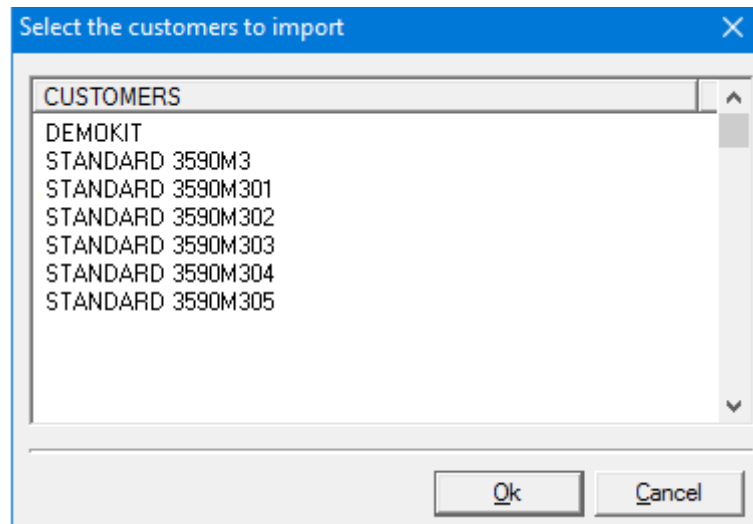 Select the customers to import
CUSTOMERS
DEMOKIT
STANDARD 3590M3
STANDARD 3590M301
STANDARD 3590M302
STANDARD 3590M303
STANDARD 3590M304
STANDARD 3590M305
Ok
Cancel